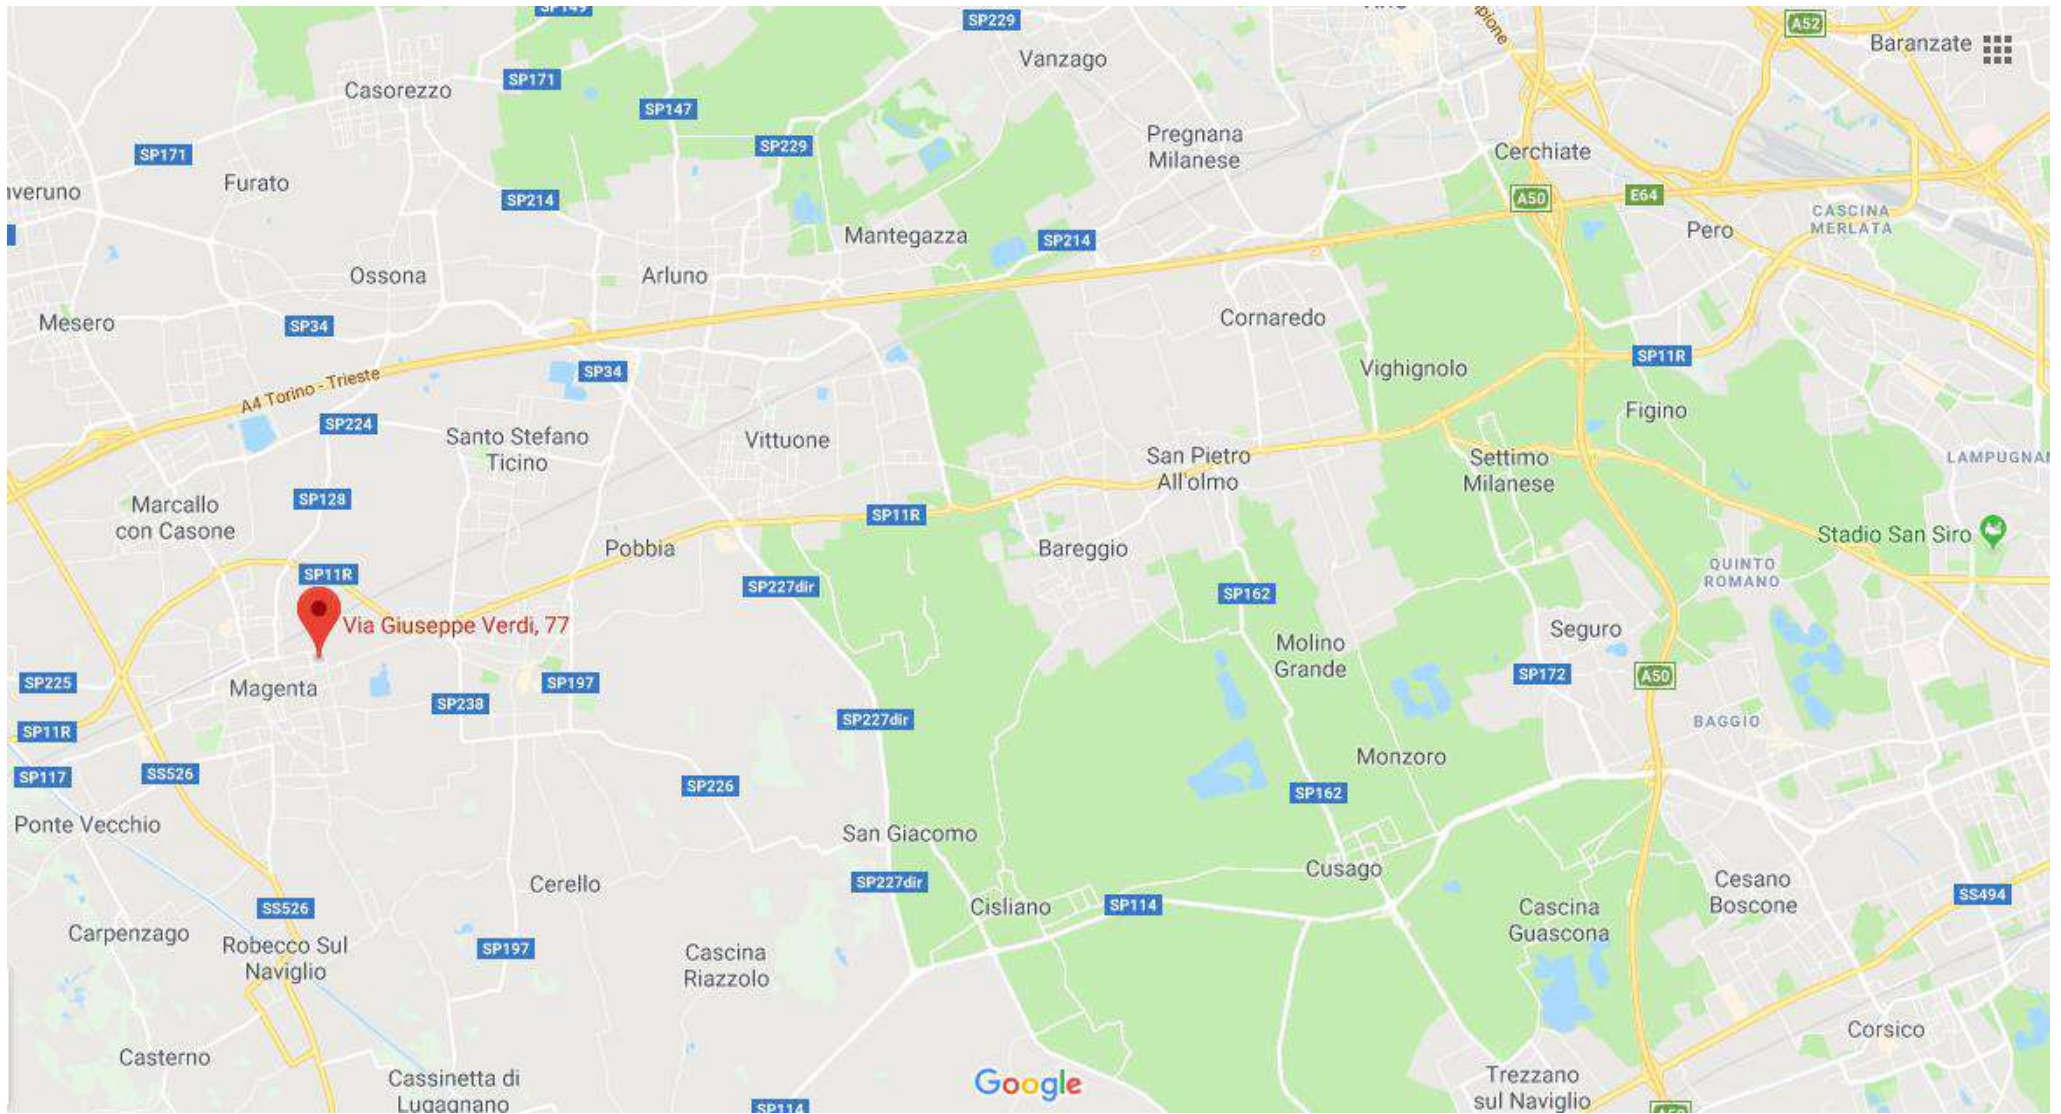 SP149
SP229
A52
Baranzate
Vanzago
Casorezzo
SP171
SP147
Pregnana
Milanese
SP229
SP171
Cerchiate
Furato
nveruno
SP214
A50
E64
CASCINA
MERLATA
Pero
Mantegazza
SP214
Ossona
Arluno
Mesero
SP34
Cornaredo
SP11R
Vighignolo
SP34
A4 Torino - Trieste
Figino
SP224
Santo Stefano
Ticino
Vittuone
San Pietro
All'olmo
Settimo
Milanese
LAMPUGNAN
Marcallo
con Casone
SP128
SP11R
Stadio San Siro
Pobbia
Bareggio
QUINTO
ROMANO
SP11R
SP227dir
SP162
Via Giuseppe Verdi, 77
Seguro
Molino
Grande
SP225
Magenta
SP197
SP172
A50
SP238
SP227dir
BAGGIO
SP11R
Monzoro
SP117
SS526
SP226
SP162
Ponte Vecchio
San Giacomo
Cusago
Cerello
SP227dir
Cesano
Boscone
SS494
SS526
Cisliano
SP114
Cascina
Guascona
Carpenzago
Robecco Sul
Naviglio
SP197
Cascina
Riazzolo
Corsico
Casterno
Cassinetta di
Lugagnano
Google
Trezzano
sul Naviglio
SP114